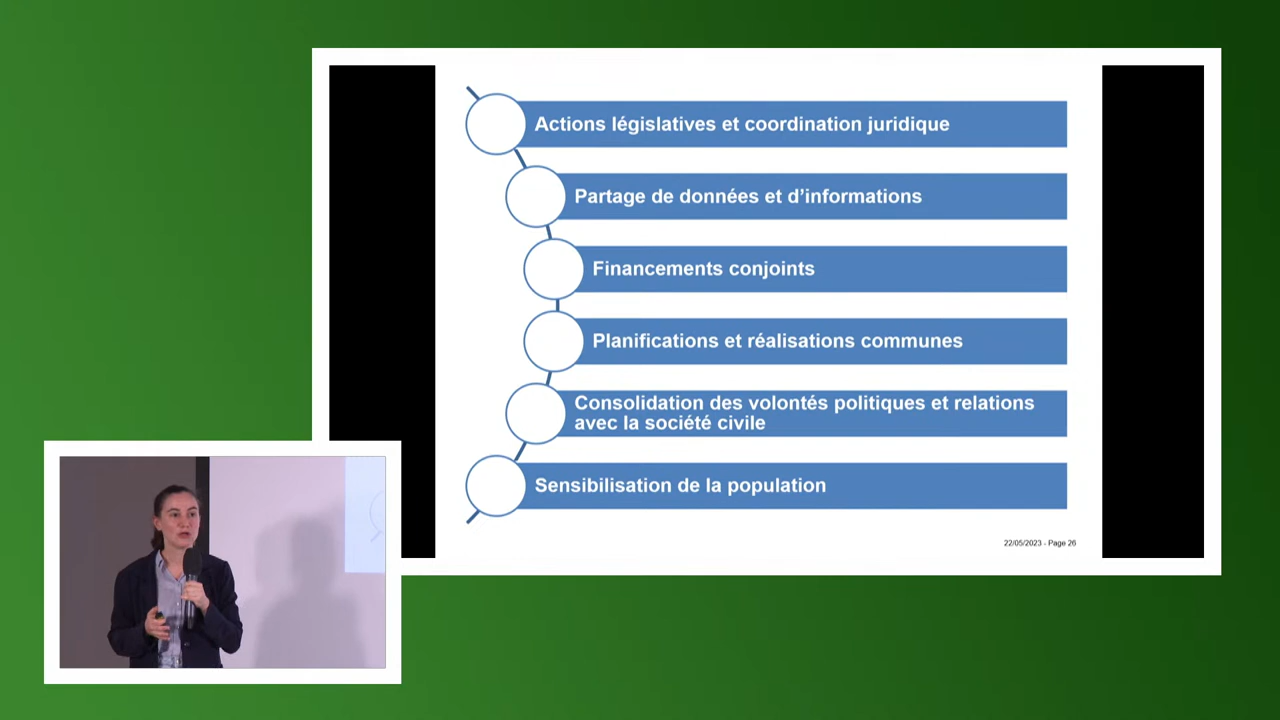 Actions législatives et coordination juridique
Partage de données et d’informations
Financements conjoints
Planifications et réalisations communes
Consolidation des volontés politiques et relations
avec la société civile
Sensibilisation de la population
22/05/2023 - Page 26